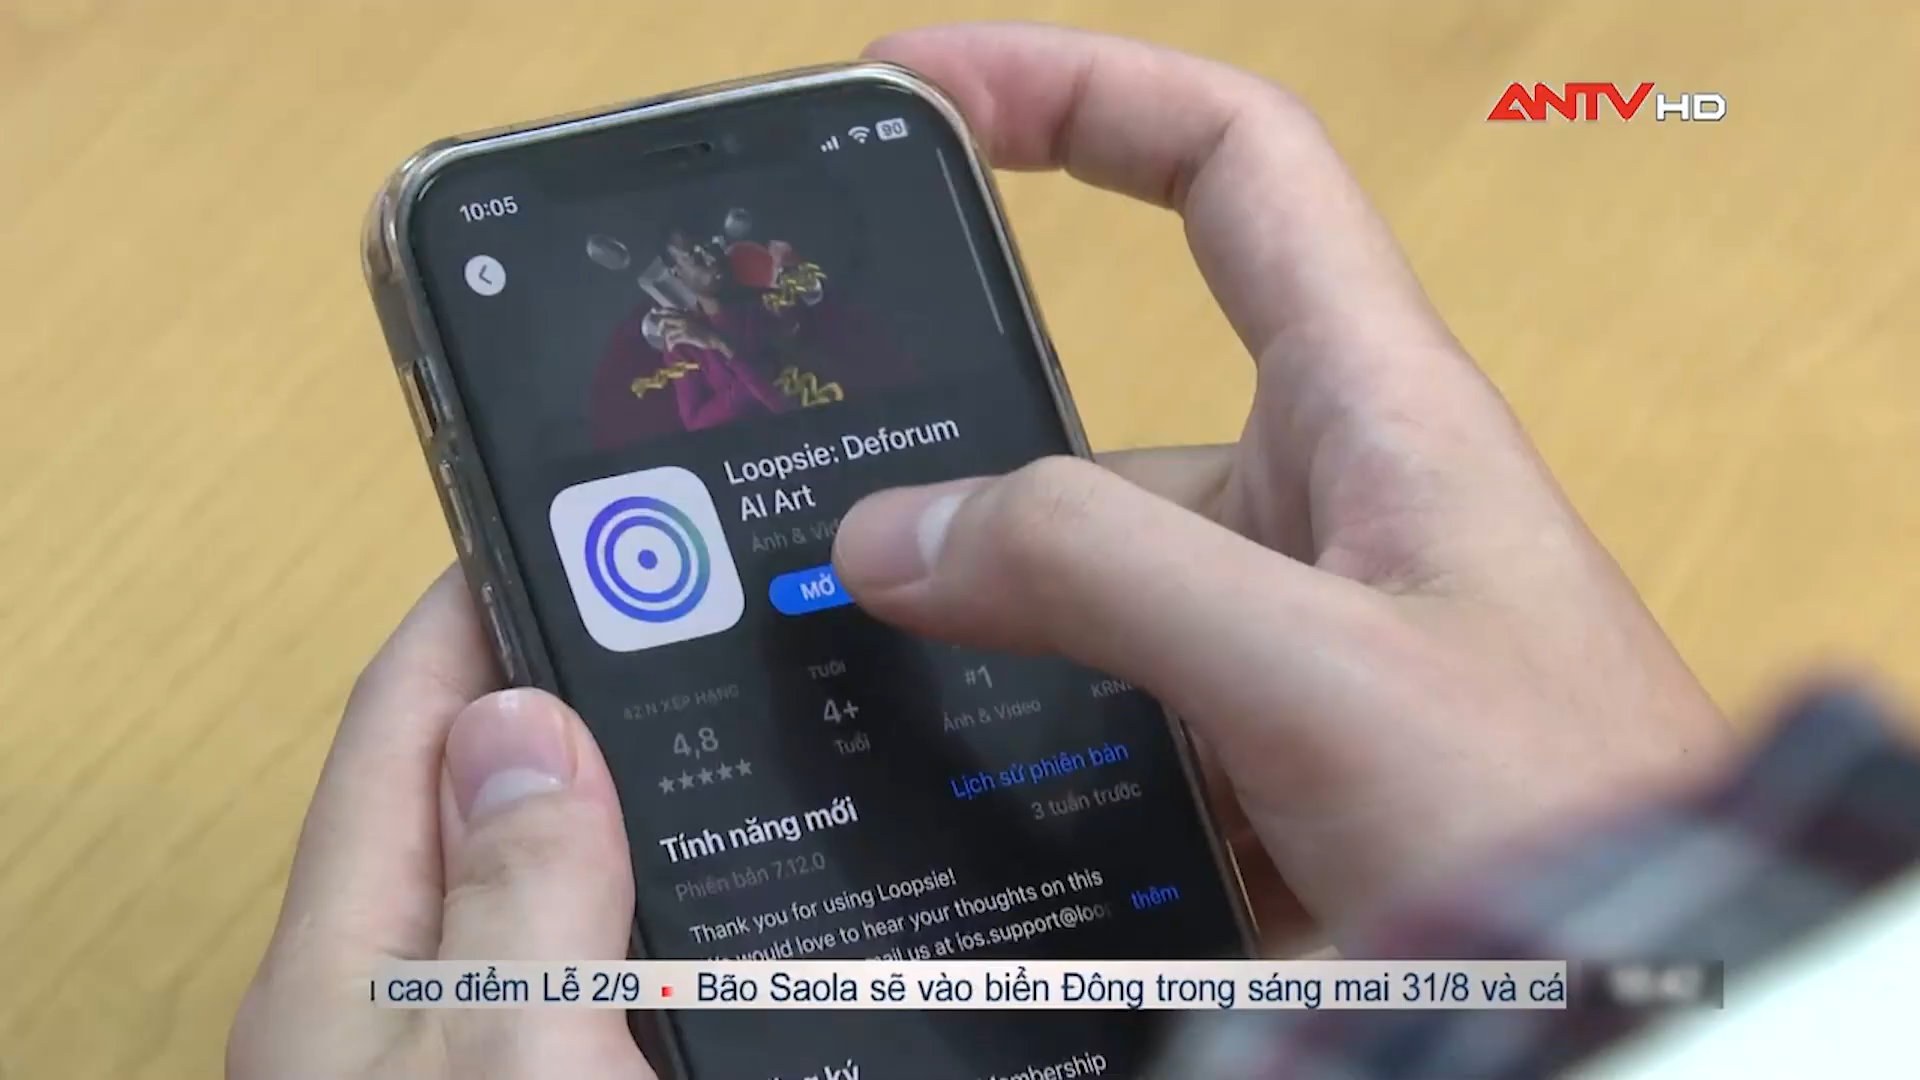 ANTV HD
10:05
90
Loopsie: Deforum
AI Art
Ảnh &
MỞ
TUỔI
#1
XẾP HẠNG
4,8
4+
Tuổi
Ảnh & Video
Lịch sử phiên bản
3 tuần trước
Tính năng mới
Phiên bản 7.12.0
Thank you for using Loopsie!
would love to hear your thoughts on this
us at ios.support@loo
thêm
cao điểm Lễ 2/9 ▪ Bão Saola sẽ vào biển Đông trong sáng mai 31/8 và cá